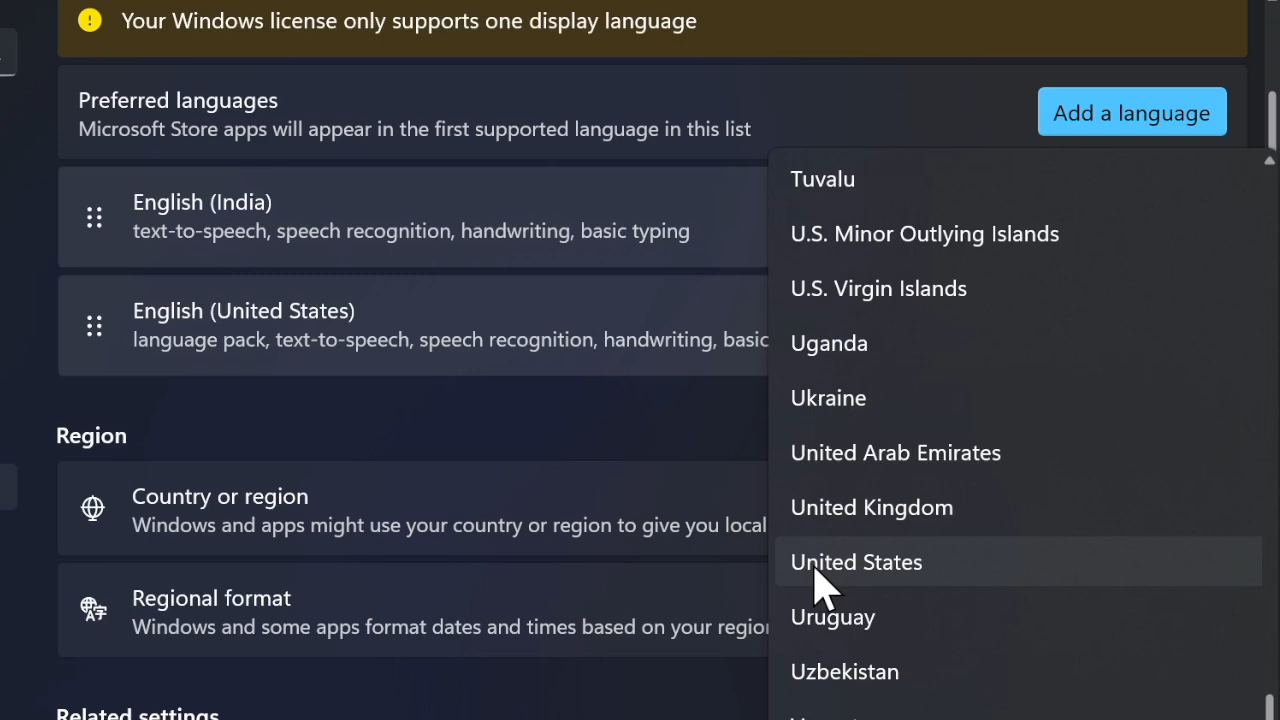 Your Windows license only supports one display language
Preferred languages
Microsoft Store apps will appear in the first supported language in this list
Add a language
English (India)
text-to-speech, speech recognition, handwriting, basic typing
English (United States)
language pack, text-to-speech, speech recognition, handwriting, basic
Region
Country or region
Windows and apps might use your country or region to give you local
Regional format
Windows and some apps format dates and times based on your region
Related settings
Tuvalu
U.S. Minor Outlying Islands
U.S. Virgin Islands
Uganda
Ukraine
United Arab Emirates
United Kingdom
United States
Uruguay
Uzbekistan